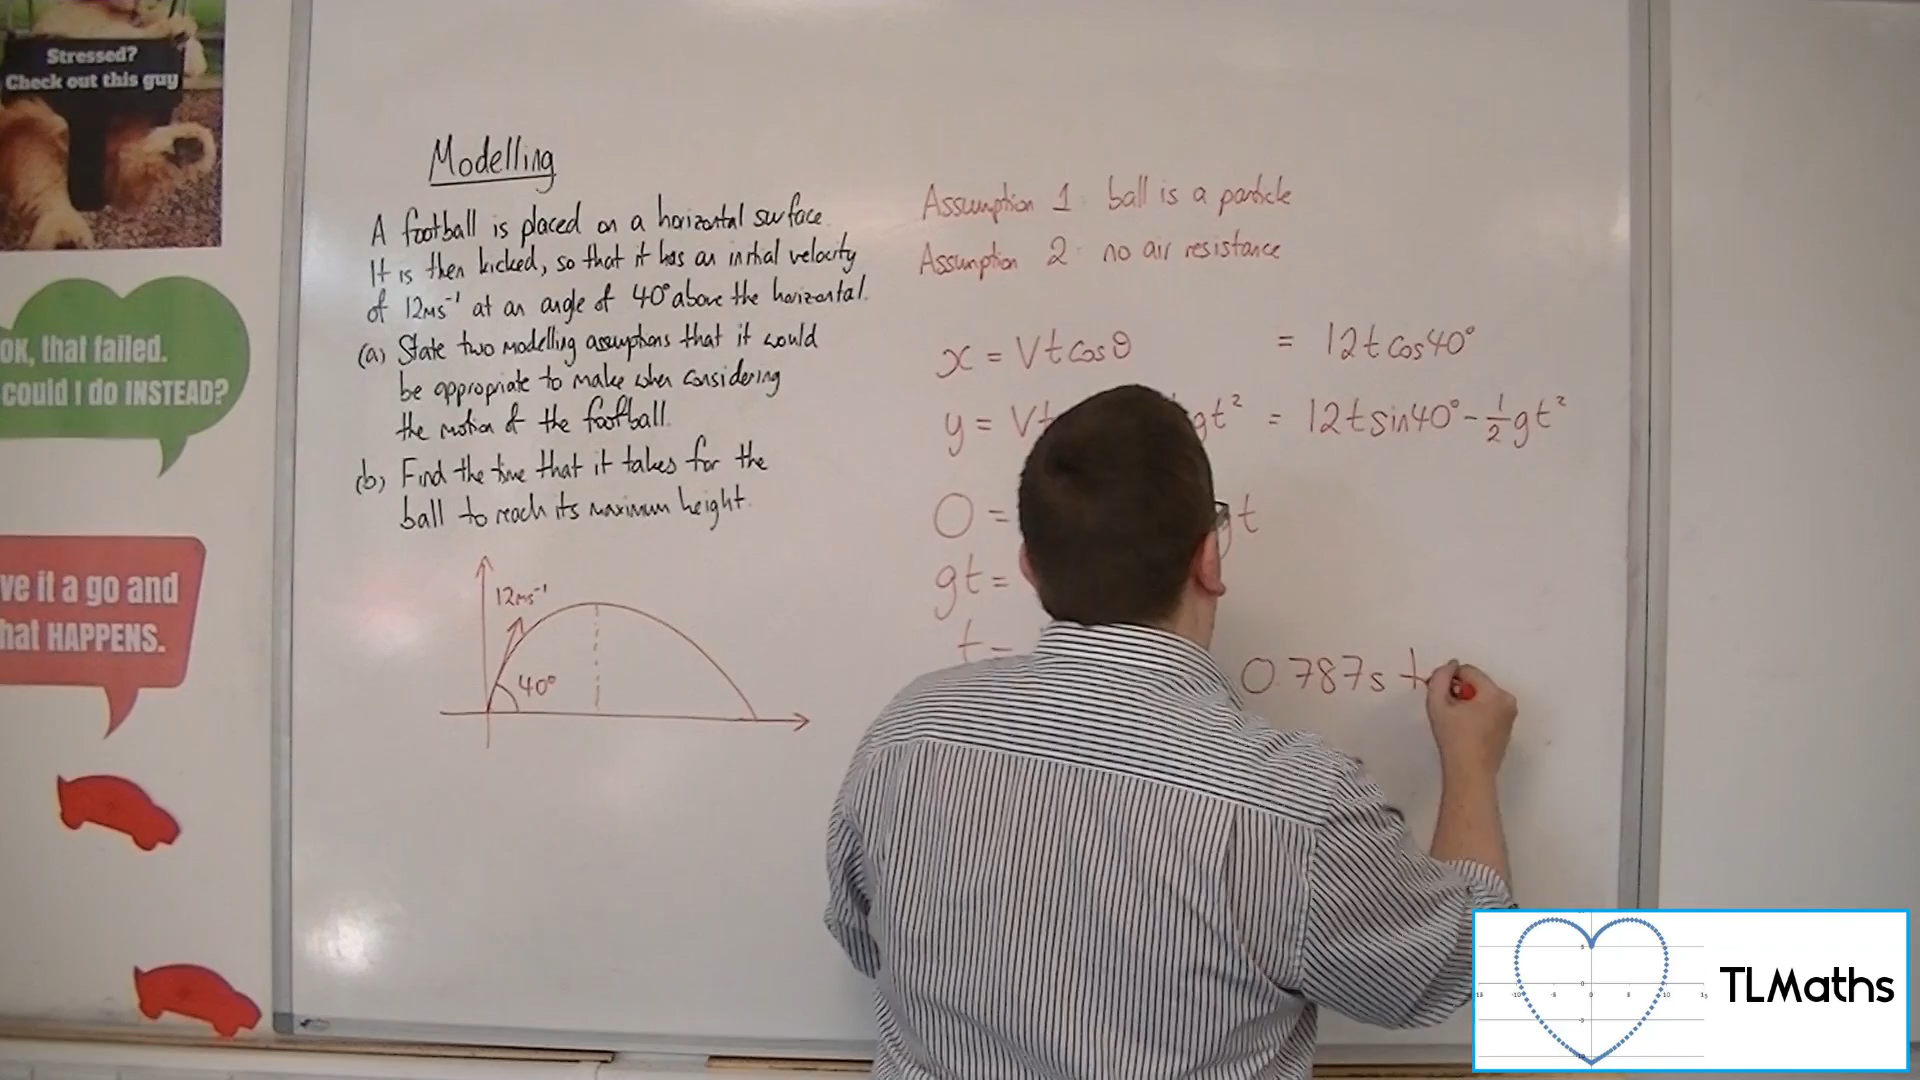 Stressed?
Check out this guy
OK, that failed.
could I do INSTEAD?
ve it a go and
hat HAPPENS.
Modelling
A football is placed on a horizontal surface.
It is then kicked, so that it has an initial velocity
of 12ms⁻¹ at an angle of 40° above the horizontal.
(a) State two modelling assumptions that it would
be appropriate to make when considering
the motion of the football.
(b) Find the time that it takes for the
ball to reach its maximum height.
12ms⁻¹
40°
Assumption 1: ball is a particle
Assumption 2: no air resistance
x = Vtcosθ = 12tcos40°
y = Vt gt² = 12tsin40° - ½gt²
0 = gt
gt =
t =
0.787s
TLMaths